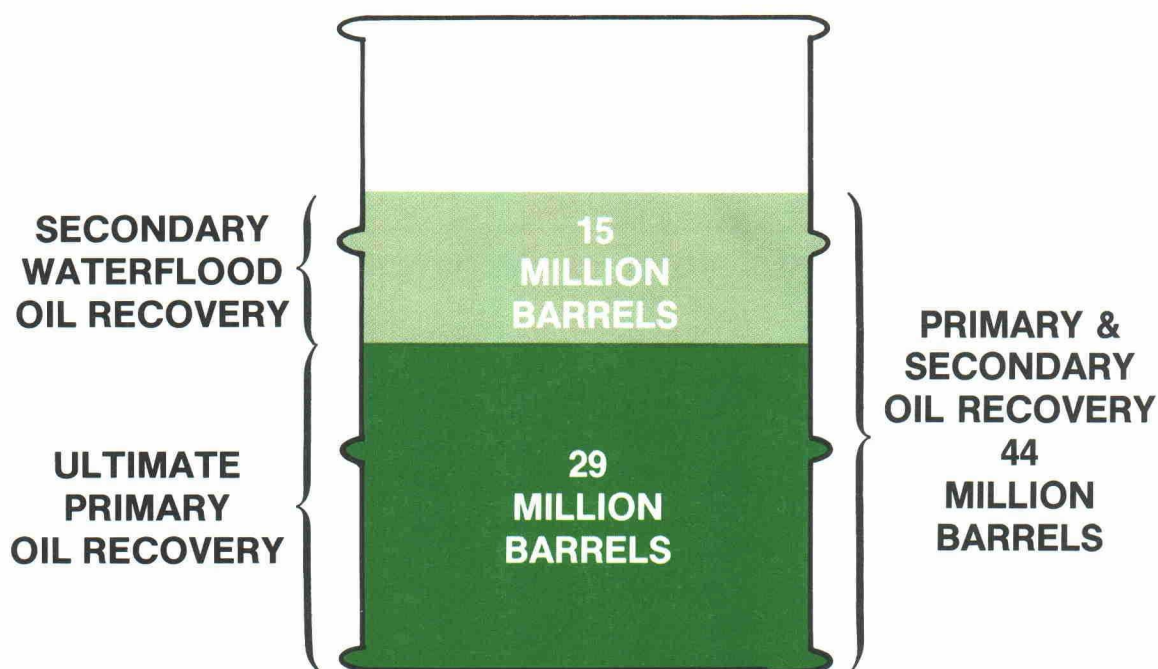 SECONDARY
WATERFLOOD
OIL RECOVERY
15
MILLION
BARRELS
PRIMARY &
SECONDARY
OIL RECOVERY
44
MILLION
BARRELS
ULTIMATE
PRIMARY
OIL RECOVERY
29
MILLION
BARRELS